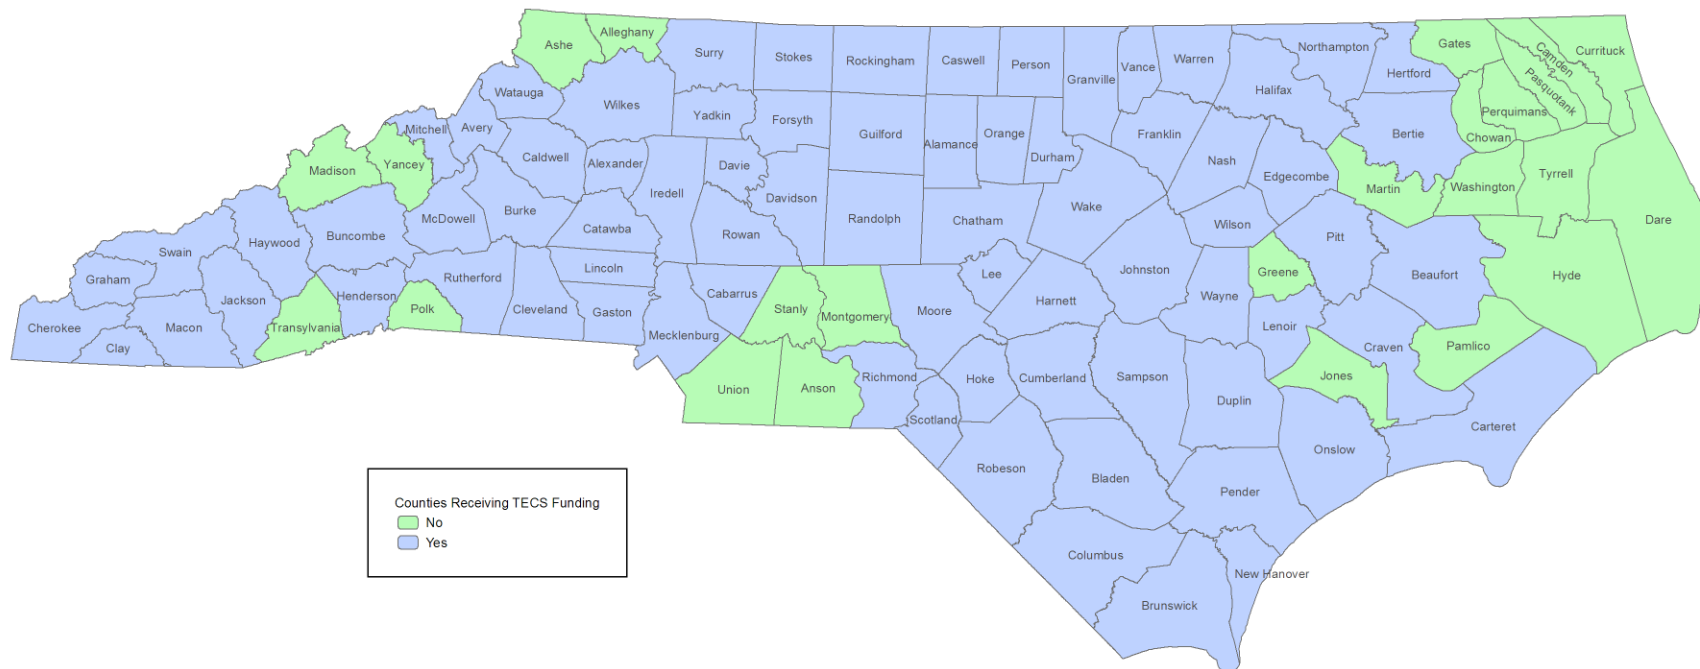 Ashe
Alleghany
Surry
Stokes
Rockingham
Caswell
Person
Granville
Vance
Warren
Northampton
Gates
Camden
Currituck
Hertford
Halifax
Pasquotank
Perquimans
Watauga
Wilkes
Yadkin
Forsyth
Guilford
Alamance
Orange
Durham
Franklin
Nash
Bertie
Chowan
Mitchell
Avery
Caldwell
Alexander
Davie
Iredell
Davidson
Edgecombe
Martin
Washington
Tyrrell
Madison
Yancey
McDowell
Burke
Catawba
Rowan
Randolph
Chatham
Wake
Wilson
Pitt
Dare
Buncombe
Haywood
Swain
Graham
Rutherford
Lincoln
Lee
Johnston
Greene
Beaufort
Hyde
Cherokee
Clay
Macon
Jackson
Transylvania
Henderson
Polk
Cleveland
Gaston
Mecklenburg
Cabarrus
Stanly
Montgomery
Moore
Harnett
Wayne
Lenoir
Craven
Pamlico
Union
Anson
Richmond
Scotland
Hoke
Cumberland
Sampson
Duplin
Jones
Carteret
Onslow
Robeson
Bladen
Pender
Columbus
New Hanover
Brunswick
Counties Receiving TECS Funding
No
Yes